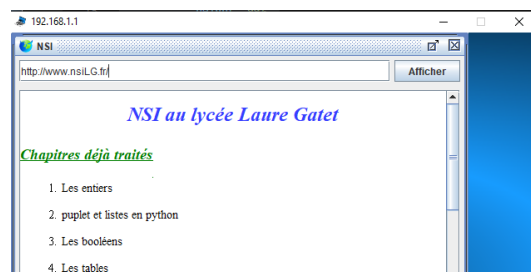 192.168.1.1
NSI
http://www.nsiLG.fr/
Afficher
NSI au lycée Laure Gatet
Chapitres déjà traités
1. Les entiers
2. puplet et listes en python
3. Les booléens
4. Les tables